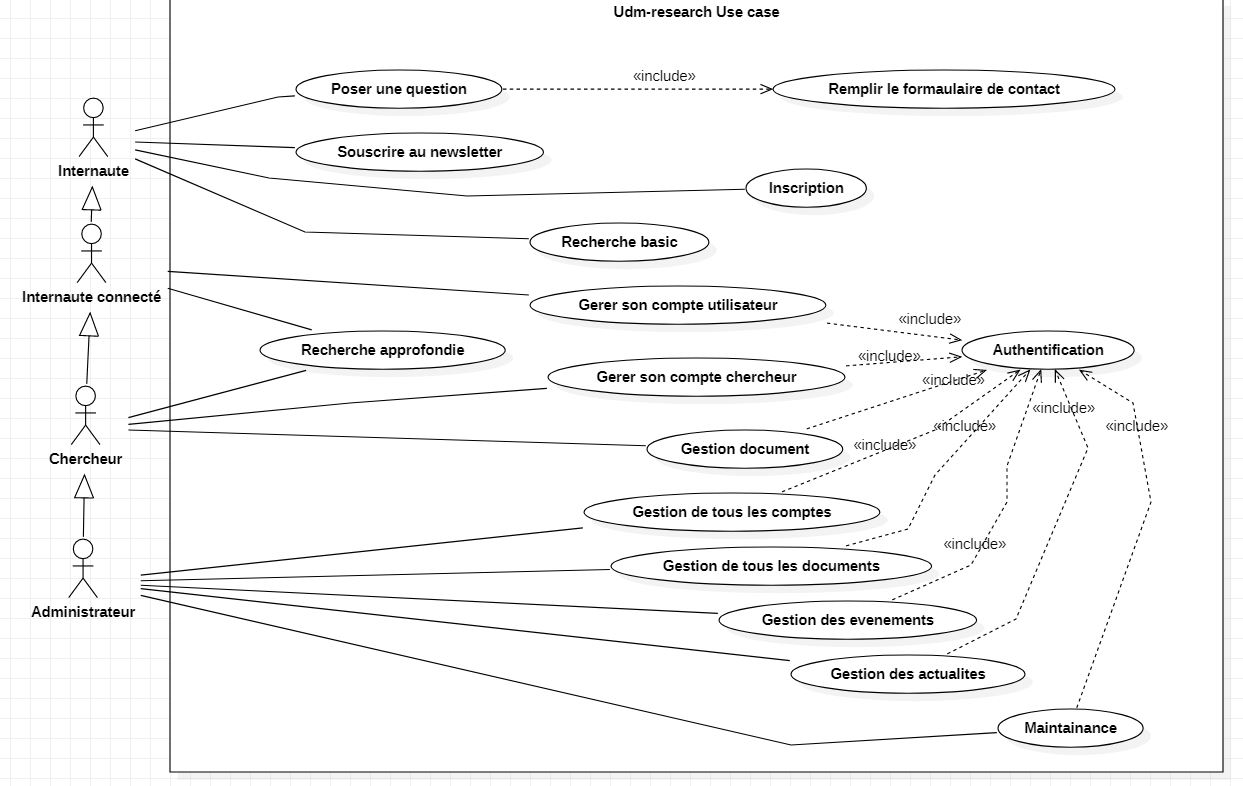 Udm-research Use case
«include»
Poser une question
Remplir le formaulaire de contact
Souscrire au newsletter
Internaute
Inscription
Recherche basic
Internaute connecté
Gerer son compte utilisateur
«include»
Recherche approfondie
Authentification
«include»
Gerer son compte chercheur
«include»
«include»
«include»
«include»
«include»
Gestion document
Chercheur
Gestion de tous les comptes
«include»
Gestion de tous les documents
Administrateur
Gestion des evenements
Gestion des actualites
Maintainance